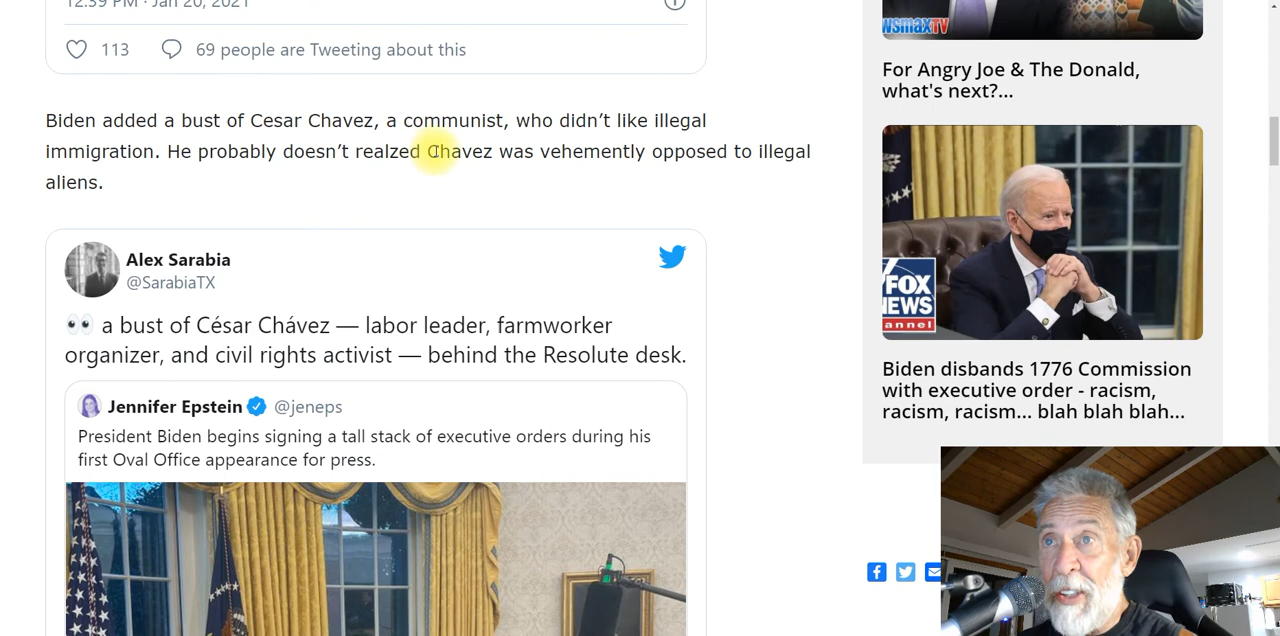 12:39 PM · Jan 20, 2021
113
69 people are Tweeting about this
Biden added a bust of Cesar Chavez, a communist, who didn’t like illegal
immigration. He probably doesn’t realzed Chavez was vehemently opposed to illegal
aliens.
Alex Sarabia
@SarabiaTX
👀 a bust of César Chávez — labor leader, farmworker
organizer, and civil rights activist — behind the Resolute desk.
Jennifer Epstein @jeneps
President Biden begins signing a tall stack of executive orders during his
first Oval Office appearance for press.
wsmaxTV
For Angry Joe & The Donald,
what's next?...
FOX
NEWS
annel
Biden disbands 1776 Commission
with executive order - racism,
racism, racism... blah blah blah...